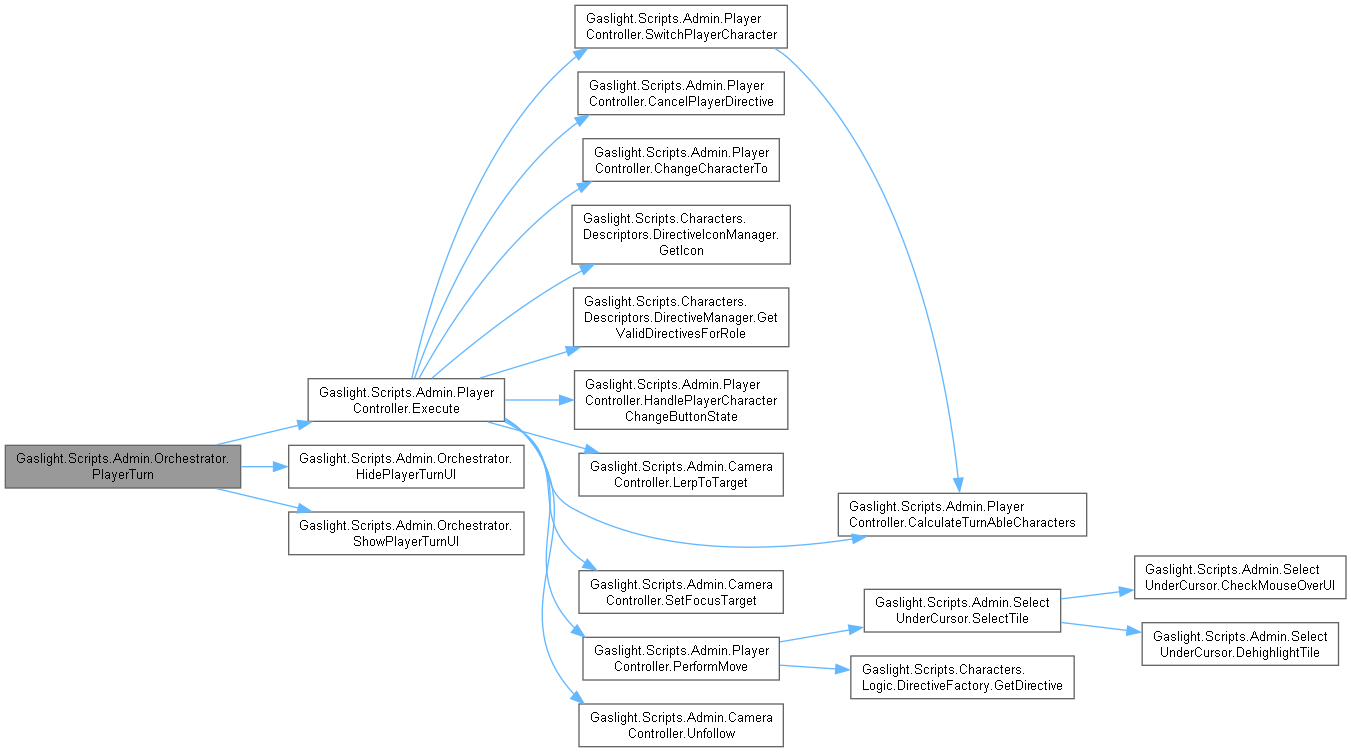 Gaslight.Scripts.Admin.Player
Controller.SwitchPlayerCharacter
Gaslight.Scripts.Admin.Player
Controller.CancelPlayerDirective
Gaslight.Scripts.Admin.Player
Controller.ChangeCharacterTo
Gaslight.Scripts.Characters.
Descriptors.DirectiveIconManager.
GetIcon
Gaslight.Scripts.Characters.
Descriptors.DirectiveManager.Get
ValidDirectivesForRole
Gaslight.Scripts.Admin.Player
Controller.Execute
Gaslight.Scripts.Admin.Player
Controller.HandlePlayerCharacter
ChangeButtonState
Gaslight.Scripts.Admin.Orchestrator.
PlayerTurn
Gaslight.Scripts.Admin.Orchestrator.
HidePlayerTurnUI
Gaslight.Scripts.Admin.Camera
Controller.LerpToTarget
Gaslight.Scripts.Admin.Orchestrator.
ShowPlayerTurnUI
Gaslight.Scripts.Admin.Player
Controller.CalculateTurnAbleCharacters
Gaslight.Scripts.Admin.Camera
Controller.SetFocusTarget
Gaslight.Scripts.Admin.Select
UnderCursor.CheckMouseOverUI
Gaslight.Scripts.Admin.Select
UnderCursor.SelectTile
Gaslight.Scripts.Admin.Player
Controller.PerformMove
Gaslight.Scripts.Admin.Select
UnderCursor.DehighlightTile
Gaslight.Scripts.Characters.
Logic.DirectiveFactory.GetDirective
Gaslight.Scripts.Admin.Camera
Controller.Unfollow